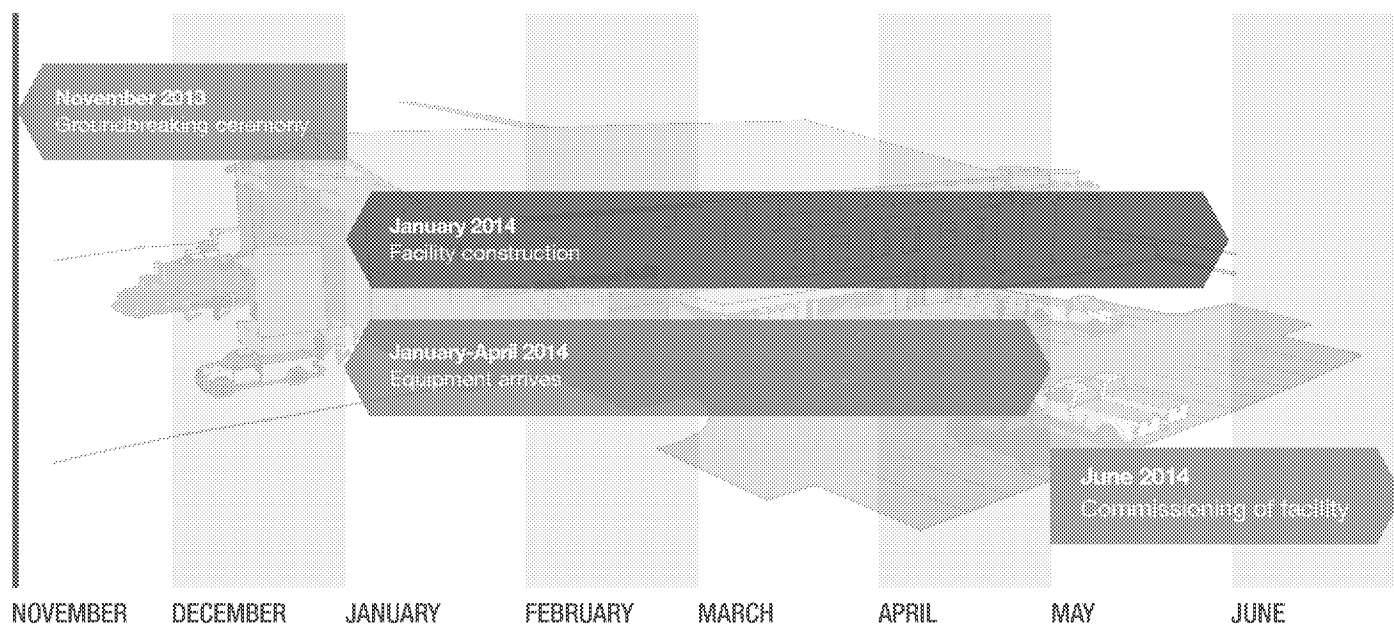 November 2013
Groundbreaking ceremony
January 2014
Facility construction
January-April 2014
Equipment arrives
June 2014
Commissioning of facility
NOVEMBER DECEMBER JANUARY FEBRUARY MARCH APRIL MAY JUNE